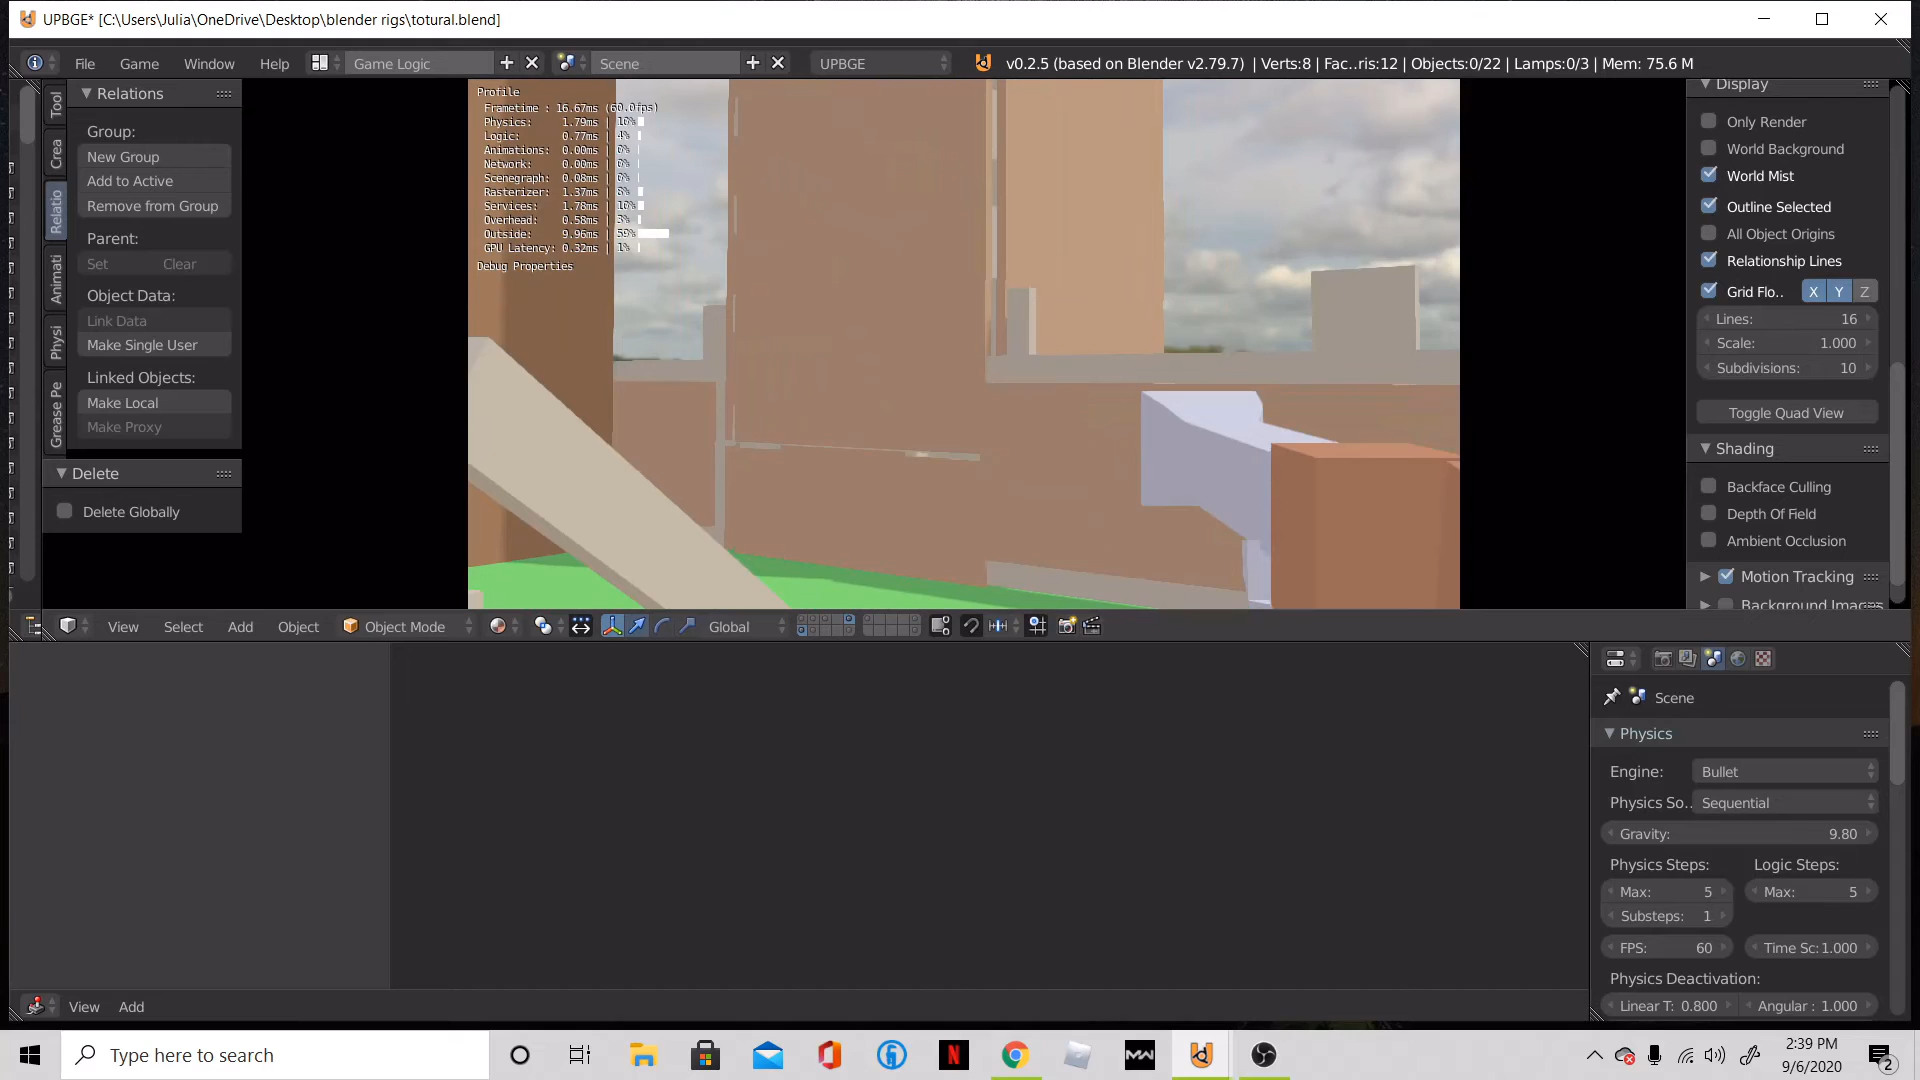 UPBGE* [C:\Users\Julia\OneDrive\Desktop\blender rigs\totural.blend]
File Game Window Help Game Logic Scene UPBGE v0.2.5 (based on Blender v2.79.7) | Verts:8 | Fac..ris:12 | Objects:0/22 | Lamps:0/3 | Mem: 75.6 M
Tool
Crea
Relatio
Animati
Physi
Grease Pe
Relations
Group:
New Group
Add to Active
Remove from Group
Parent:
Set Clear
Object Data:
Link Data
Make Single User
Linked Objects:
Make Local
Make Proxy
Delete
Delete Globally
Profile
Frametime : 16.67ms (60.0fps)
Physics: 1.79ms | 10%
Logic: 0.77ms | 4%
Animations: 0.00ms | 0%
Network: 0.00ms | 0%
Scenegraph: 0.08ms | 0%
Rasterizer: 1.37ms | 8%
Services: 1.78ms | 10%
Overhead: 0.58ms | 3%
Outside: 9.96ms | 59%
GPU Latency: 0.32ms | 1%
Debug Properties
Display
Only Render
World Background
World Mist
Outline Selected
All Object Origins
Relationship Lines
Grid Flo.. X Y Z
Lines: 16
Scale: 1.000
Subdivisions: 10
Toggle Quad View
Shading
Backface Culling
Depth Of Field
Ambient Occlusion
Motion Tracking
Background Images
View Select Add Object Object Mode Global
Scene
Physics
Engine: Bullet
Physics So.. Sequential
Gravity: 9.80
Physics Steps: Logic Steps:
Max: 5 Max: 5
Substeps: 1
FPS: 60 Time Sc: 1.000
Physics Deactivation:
Linear T: 0.800 Angular : 1.000
View Add
Type here to search
2:39 PM
9/6/2020
2